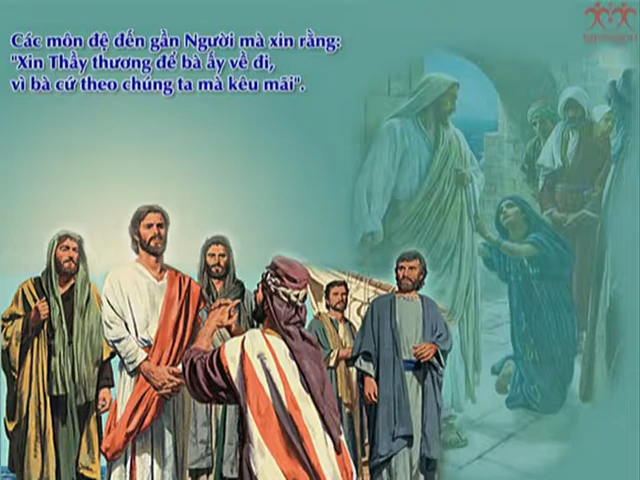 Các môn đệ đến gần Người mà xin rằng:
"Xin Thầy thương để bà ấy về đi,
vì bà cứ theo chúng ta mà kêu mãi".